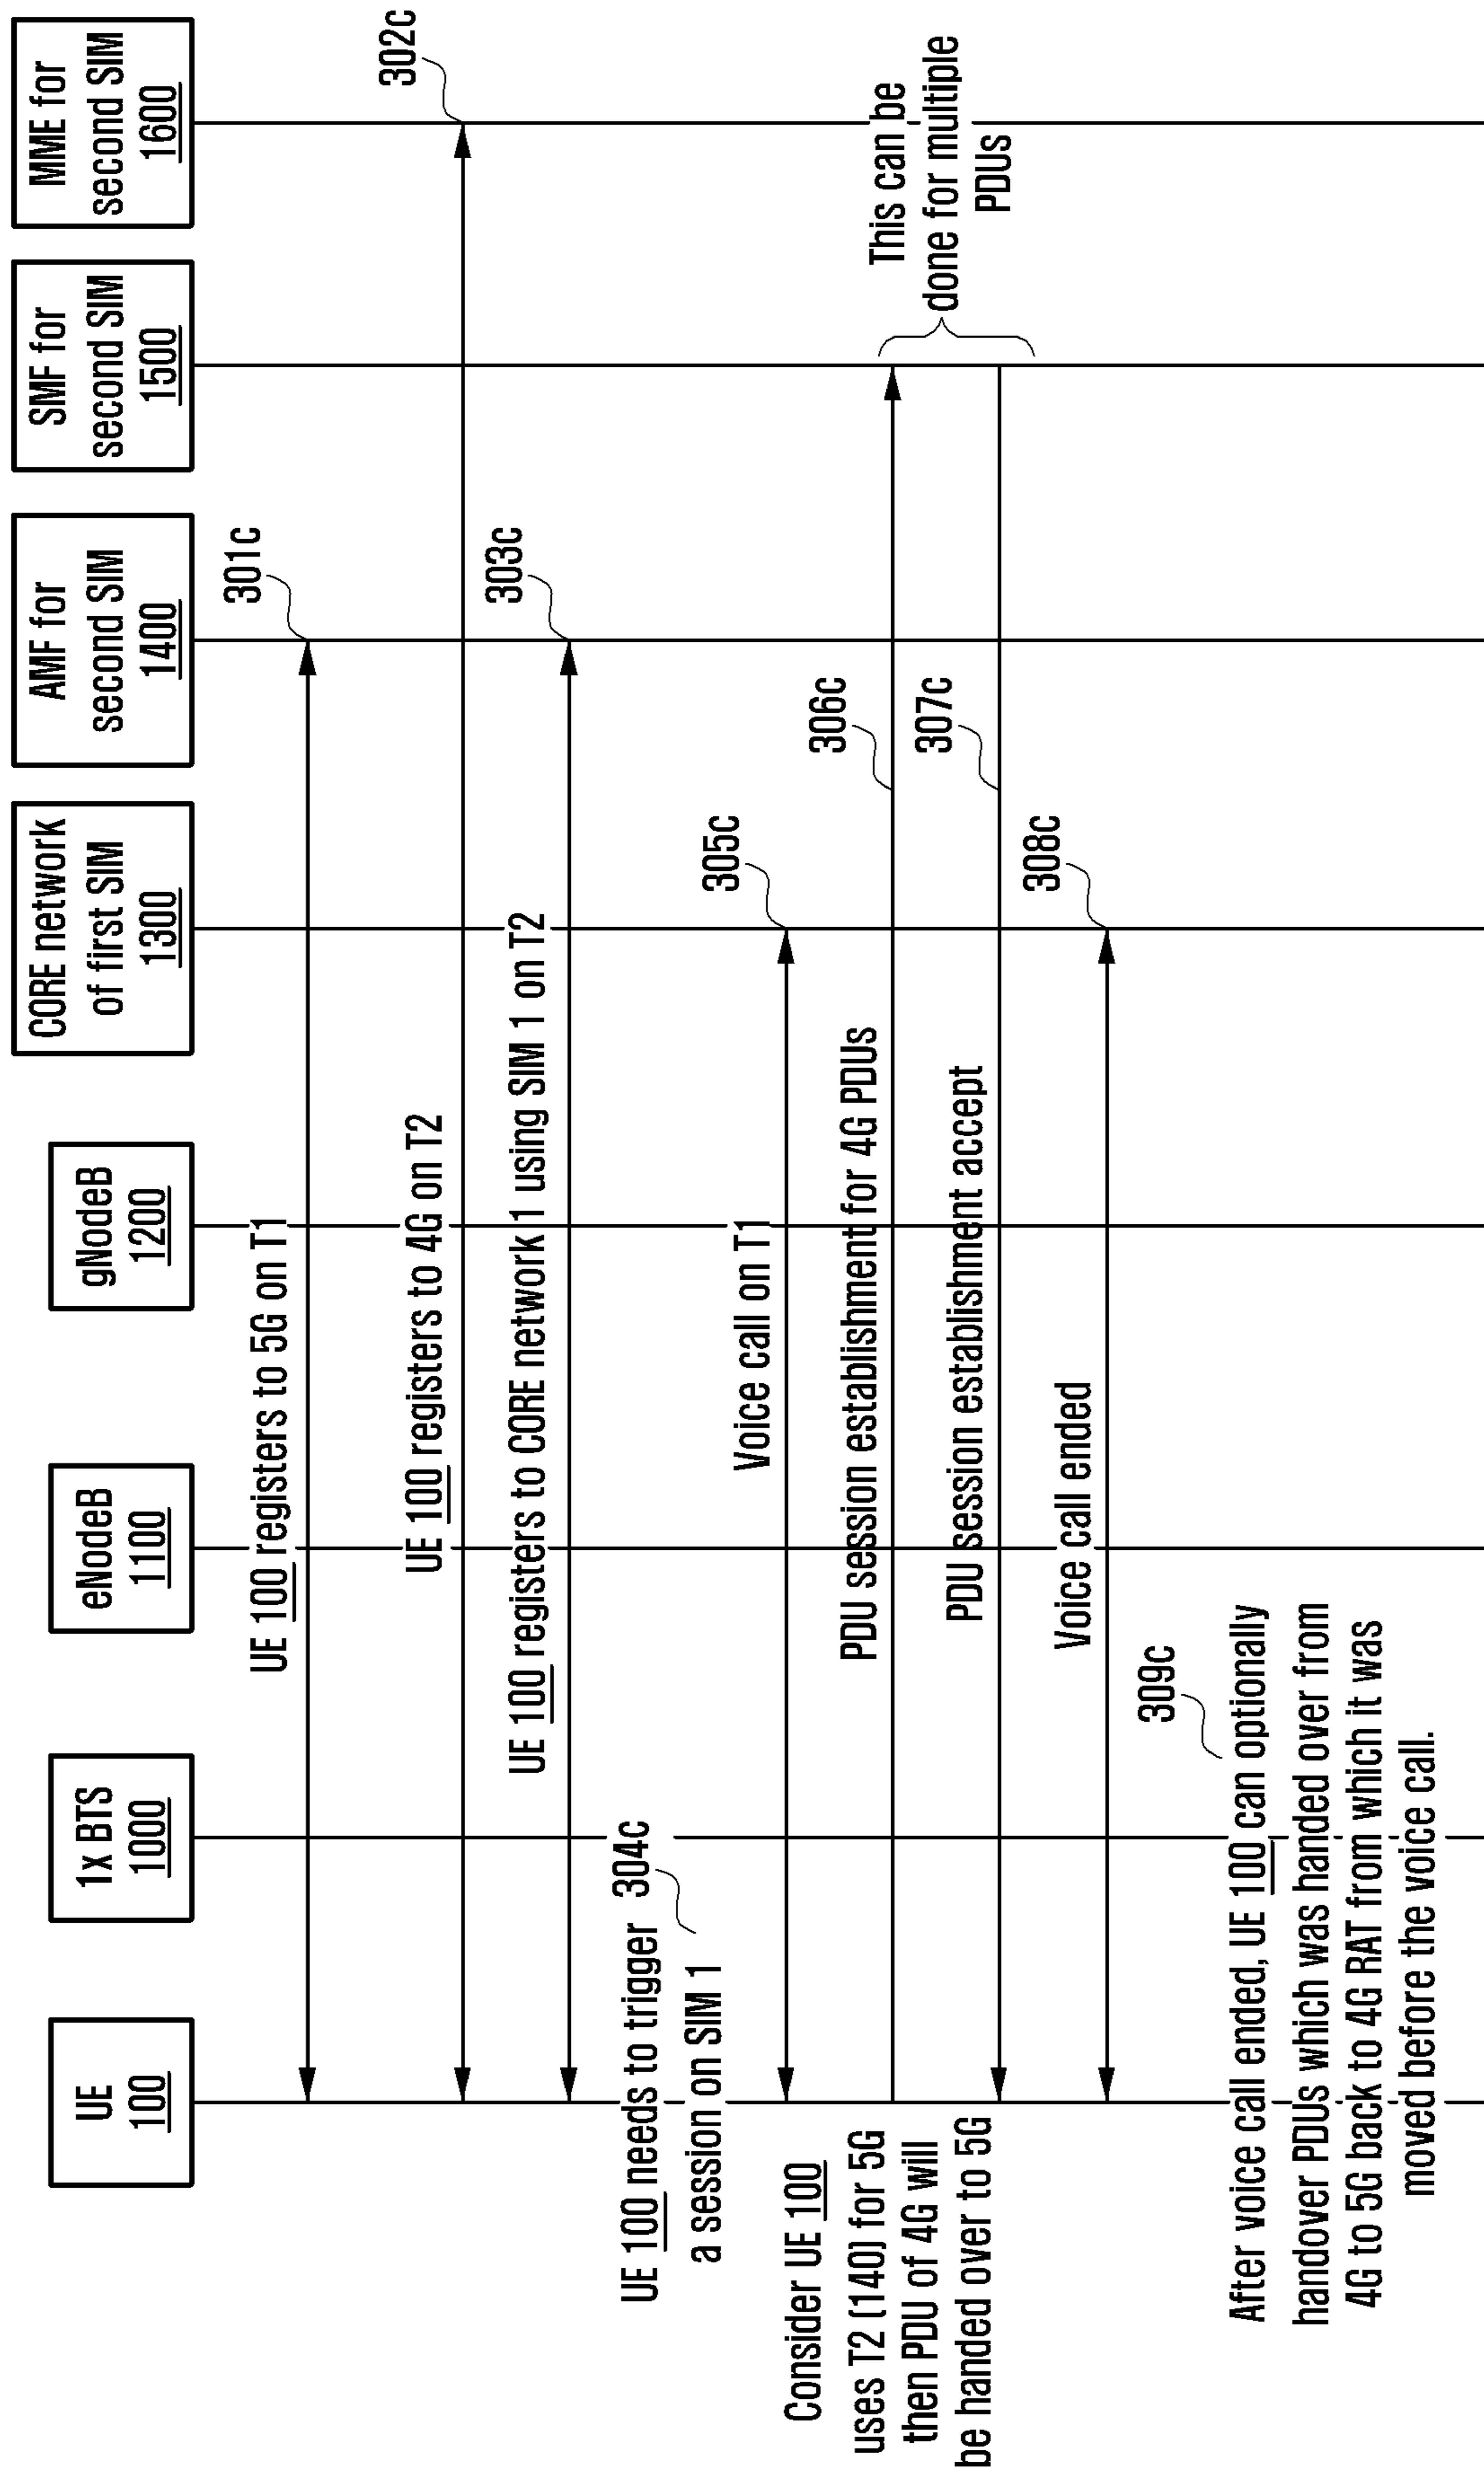 UE
100
1x BTS
1000
eNodeB
1100
gNodeB
1200
CORE network
of first SIM
1300
AMF for
second SIM
1400
SMF for
second SIM
1500
MME for
second SIM
1600
301c
UE 100 registers to 5G on T1
302c
UE 100 registers to 4G on T2
303c
UE 100 registers to CORE network 1 using SIM 1 on T2
304c
UE 100 needs to trigger
a session on SIM 1
305c
Voice call on T1
Consider UE 100
uses T2 (140) for 5G
then PDU of 4G will
be handed over to 5G
306c
PDU session establishment for 4G PDUs
307c
PDU session establishment accept
This can be
done for multiple
PDUs
308c
Voice call ended
309c
After voice call ended, UE 100 can optionally
handover PDUs which was handed over from
4G to 5G back to 4G RAT from which it was
moved before the voice call.